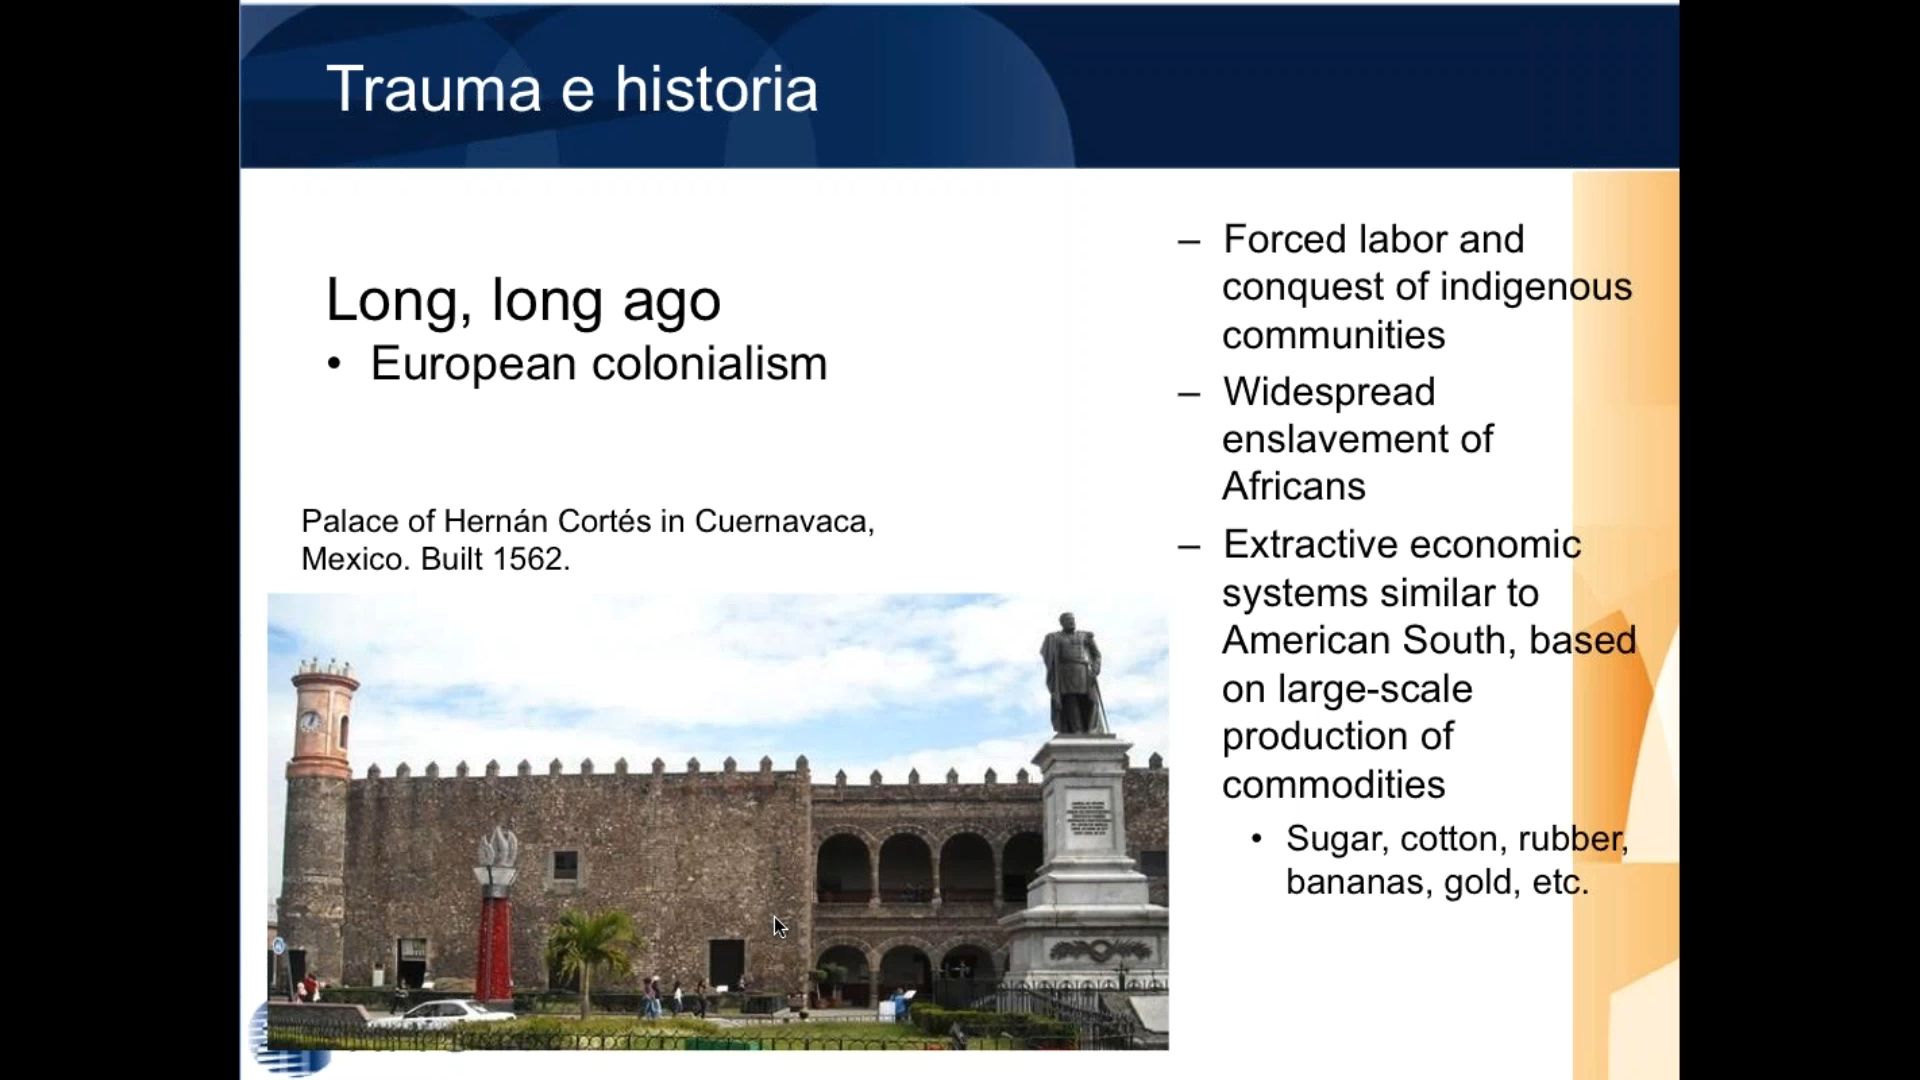 Trauma e historia
Long, long ago
• European colonialism
Palace of Hernán Cortés in Cuernavaca,
Mexico. Built 1562.
– Forced labor and
conquest of indigenous
communities
– Widespread
enslavement of
Africans
– Extractive economic
systems similar to
American South, based
on large-scale
production of
commodities
• Sugar, cotton, rubber,
bananas, gold, etc.